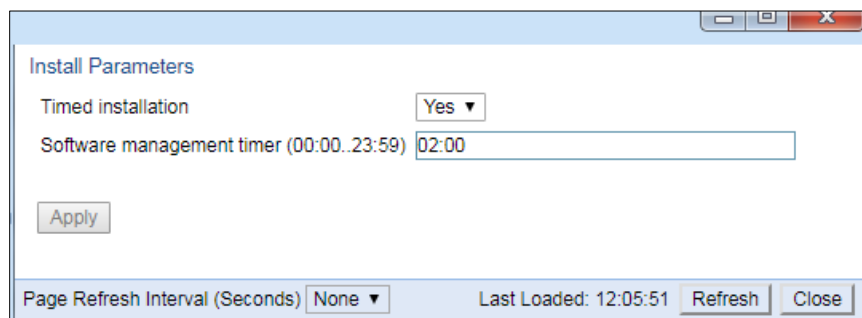 Install Parameters
Timed installation Yes
Software management timer (00:00..23:59) 02:00
Apply
Page Refresh Interval (Seconds) None Last Loaded: 12:05:51 Refresh Close